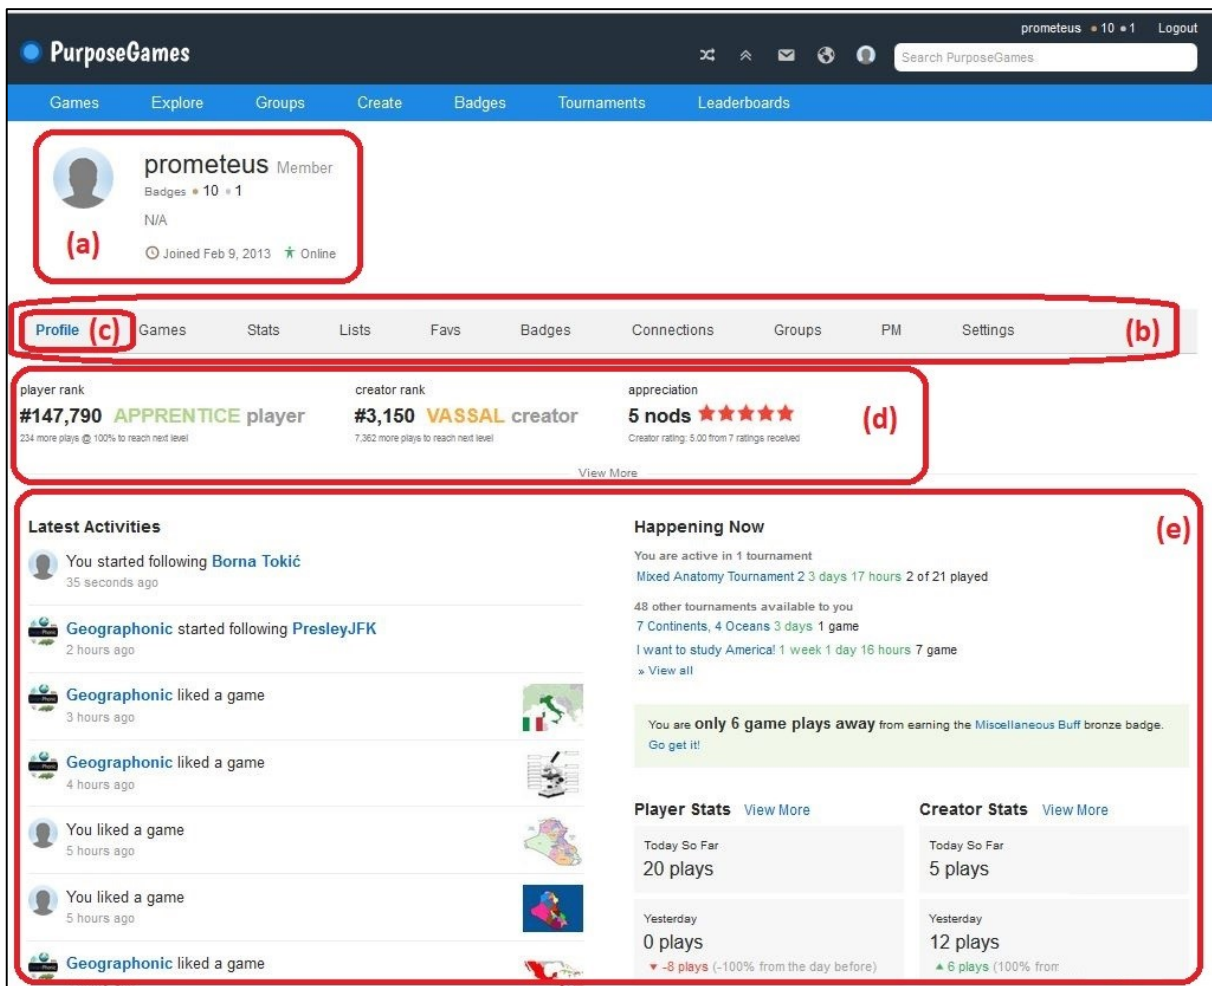 prometeus 10 1 Logout
PurposeGames
Search PurposeGames
Games Explore Groups Create Badges Tournaments Leaderboards
prometeus Member
Badges 10 1
N/A
(a)
Joined Feb 9, 2013 Online
Profile (c) Games Stats Lists Favs Badges Connections Groups PM Settings (b)
player rank
#147,790 APPRENTICE player
234 more plays @ 100% to reach next level
creator rank
#3,150 VASSAL creator
7,362 more plays to reach next level
appreciation
5 nods
Creator rating: 5.00 from 7 ratings received
(d)
View More
(e)
Latest Activities
You started following Borna Tokić
35 seconds ago
Geographonic started following PresleyJFK
2 hours ago
Geographonic liked a game
3 hours ago
Geographonic liked a game
4 hours ago
You liked a game
5 hours ago
You liked a game
5 hours ago
Geographonic liked a game
Happening Now
You are active in 1 tournament
Mixed Anatomy Tournament 2 3 days 17 hours 2 of 21 played
48 other tournaments available to you
7 Continents, 4 Oceans 3 days 1 game
I want to study America! 1 week 1 day 16 hours 7 game
» View all
You are only 6 game plays away from earning the Miscellaneous Buff bronze badge.
Go get it!
Player Stats View More
Today So Far
20 plays
Yesterday
0 plays
▼ -8 plays (-100% from the day before)
Creator Stats View More
Today So Far
5 plays
Yesterday
12 plays
▲ 6 plays (100% from